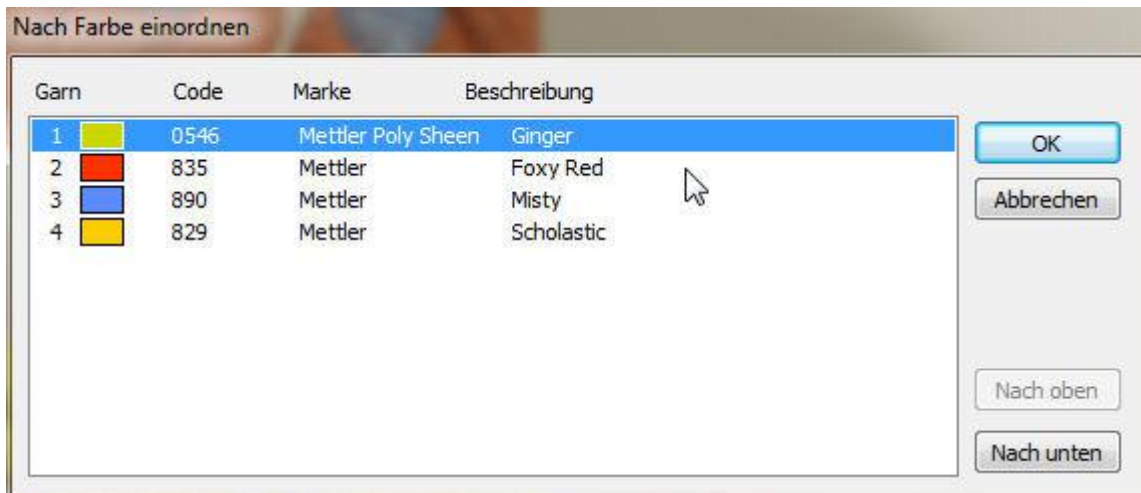 Nach Farbe einordnen
Garn Code Marke Beschreibung
1 0546 Mettler Poly Sheen Ginger
2 835 Mettler Foxy Red
3 890 Mettler Misty
4 829 Mettler Scholastic
OK
Abbrechen
Nach oben
Nach unten